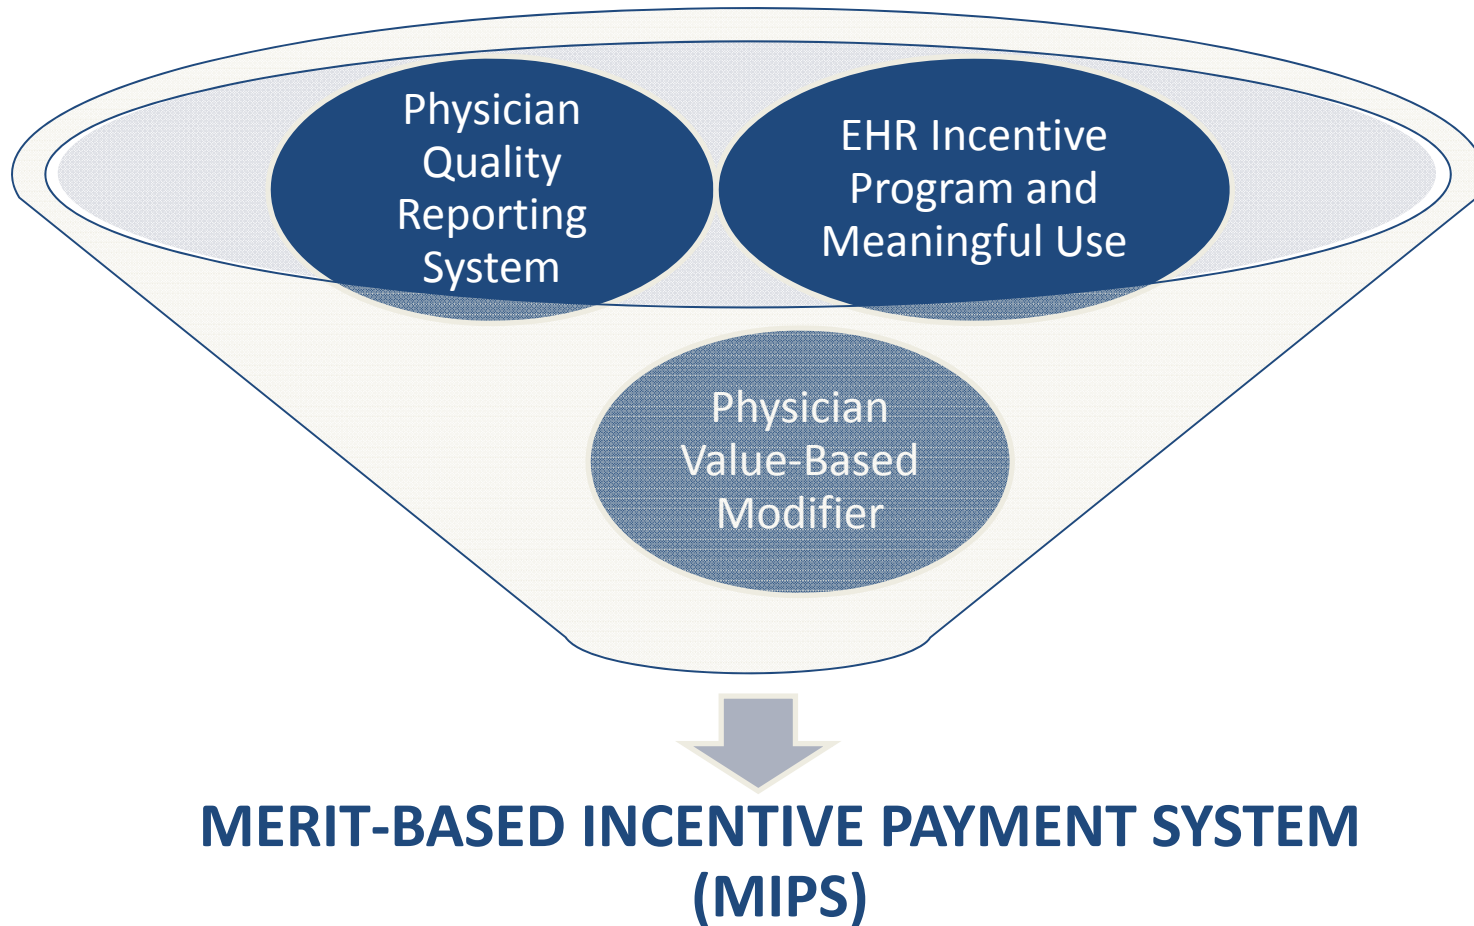 Physician
Quality
Reporting
System
EHR Incentive
Program and
Meaningful Use
Physician
Value-Based
Modifier
MERIT-BASED INCENTIVE PAYMENT SYSTEM
(MIPS)